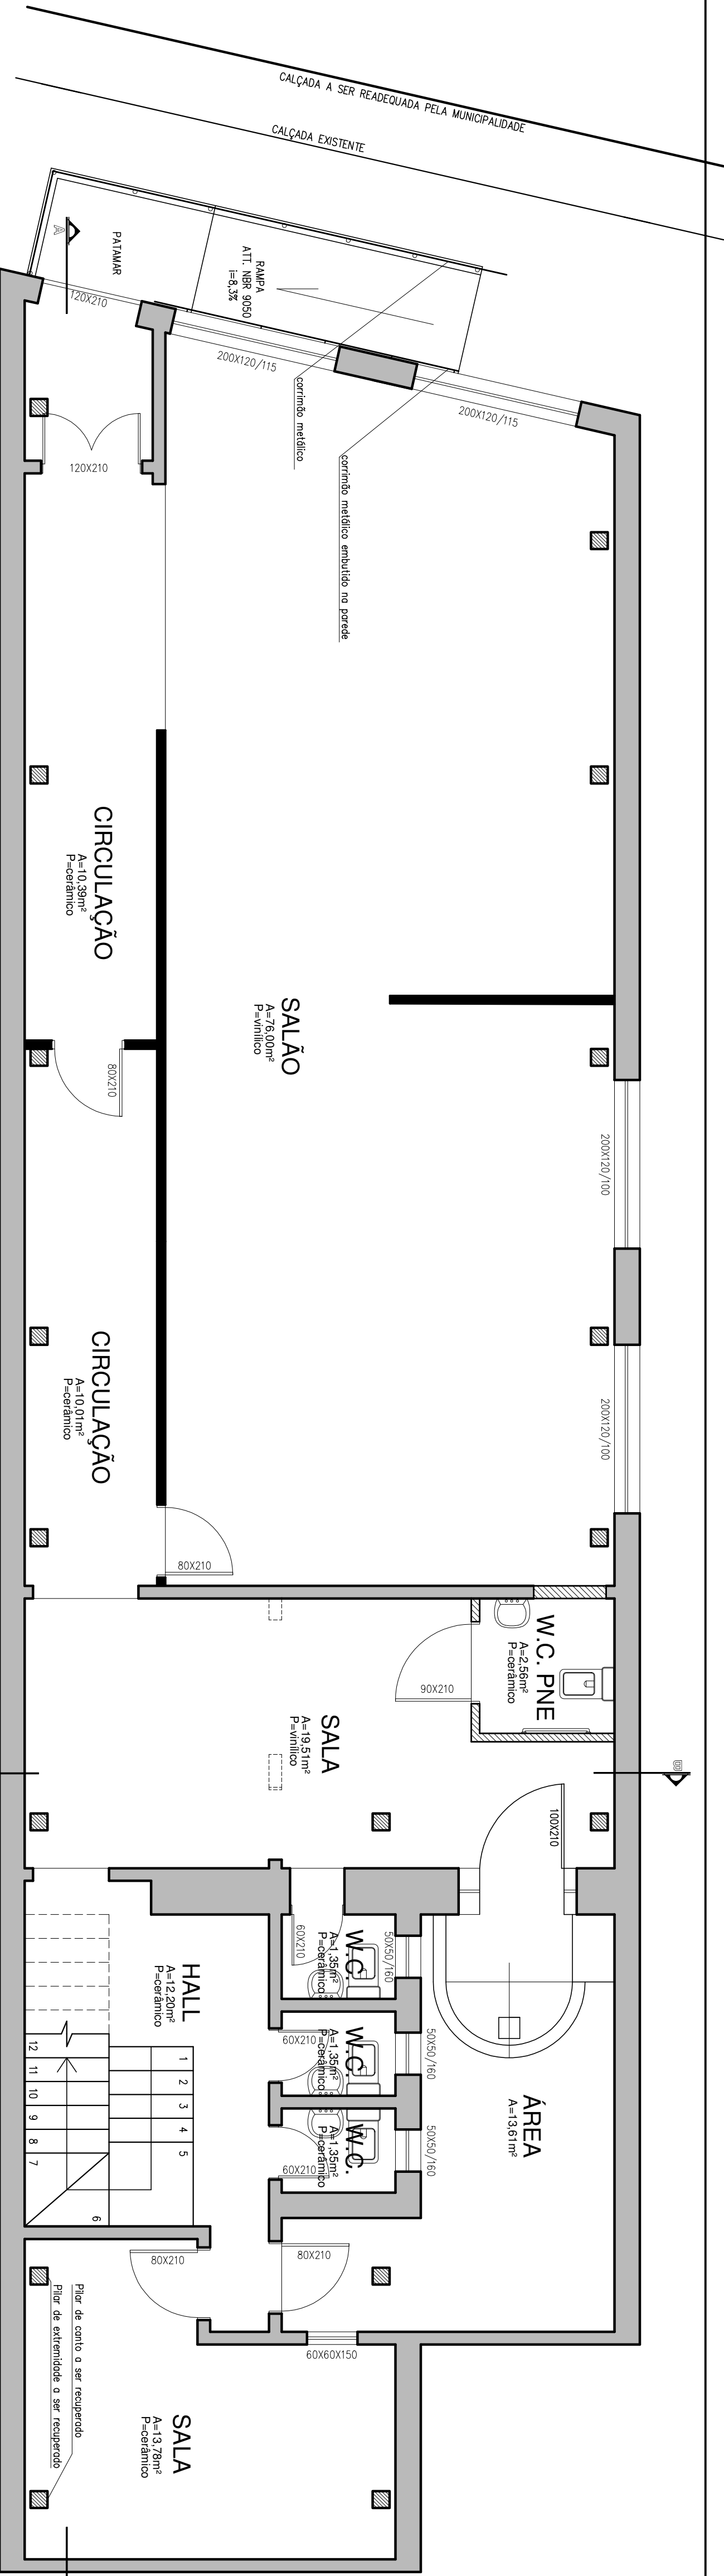 CALÇADA A SER READEQUADA PELA MUNICIPALIDADE
CALÇADA EXISTENTE
A
PATAMAR
RAMPA
ATT. NBR 9050
i=8,3%
120X210
200X120/115
200X120/115
corrimão metálico
corrimão metálico embutido na parede
120X210
CIRCULAÇÃO
A=10,39m²
P=cerâmico
SALÃO
A=76,00m²
P=vinílico
80X210
200X120/100
CIRCULAÇÃO
A=10,01m²
P=cerâmico
200X120/100
80X210
W.C. PNE
A=2,56m²
P=cerâmico
90X210
SALA
A=19,51m²
P=vinílico
B
100X210
HALL
A=12,20m²
P=cerâmico
60X210
W.C.
A=1,35m²
P=cerâmico
50X50/160
60X210
W.C.
A=1,35m²
P=cerâmico
50X50/160
60X210
W.C.
A=1,35m²
P=cerâmico
50X50/160
ÁREA
A=13,61m²
1
2
3
4
5
6
7
8
9
10
11
12
80X210
80X210
60X60X150
Pilar de canto a ser recuperado
Pilar de extremidade a ser recuperado
SALA
A=13,78m²
P=cerâmico